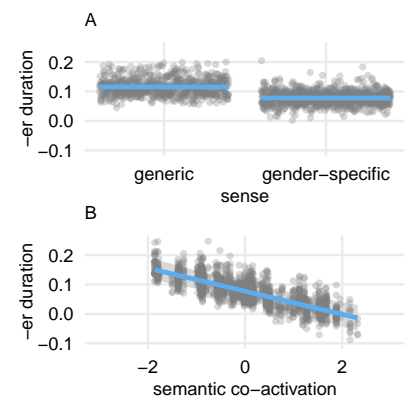 A
−er duration
0.2
0.1
0.0
−0.1
generic gender−specific
sense
B
−er duration
0.2
0.1
0.0
−0.1
−2 0 2
semantic co−activation